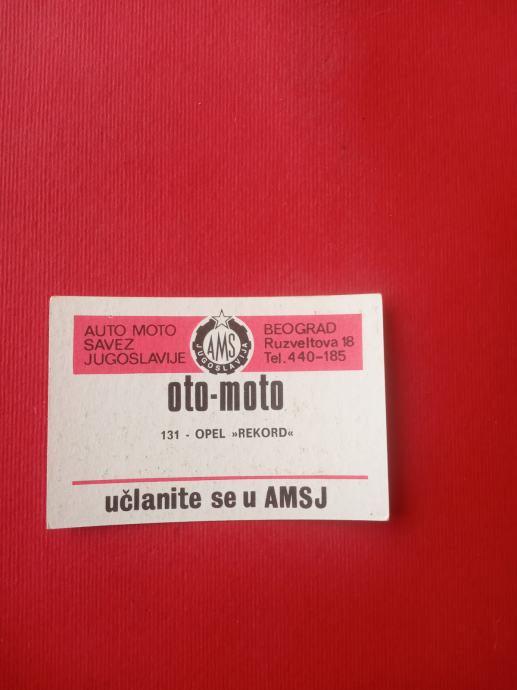 AUTO MOTO
SAVEZ
JUGOSLAVIJE
AMS
JUGOSLAVIJA
BEOGRAD
Ruzveltova 18
Tel. 440-185
oto-moto
131 - OPEL »REKORD«
učlanite se u AMSJ